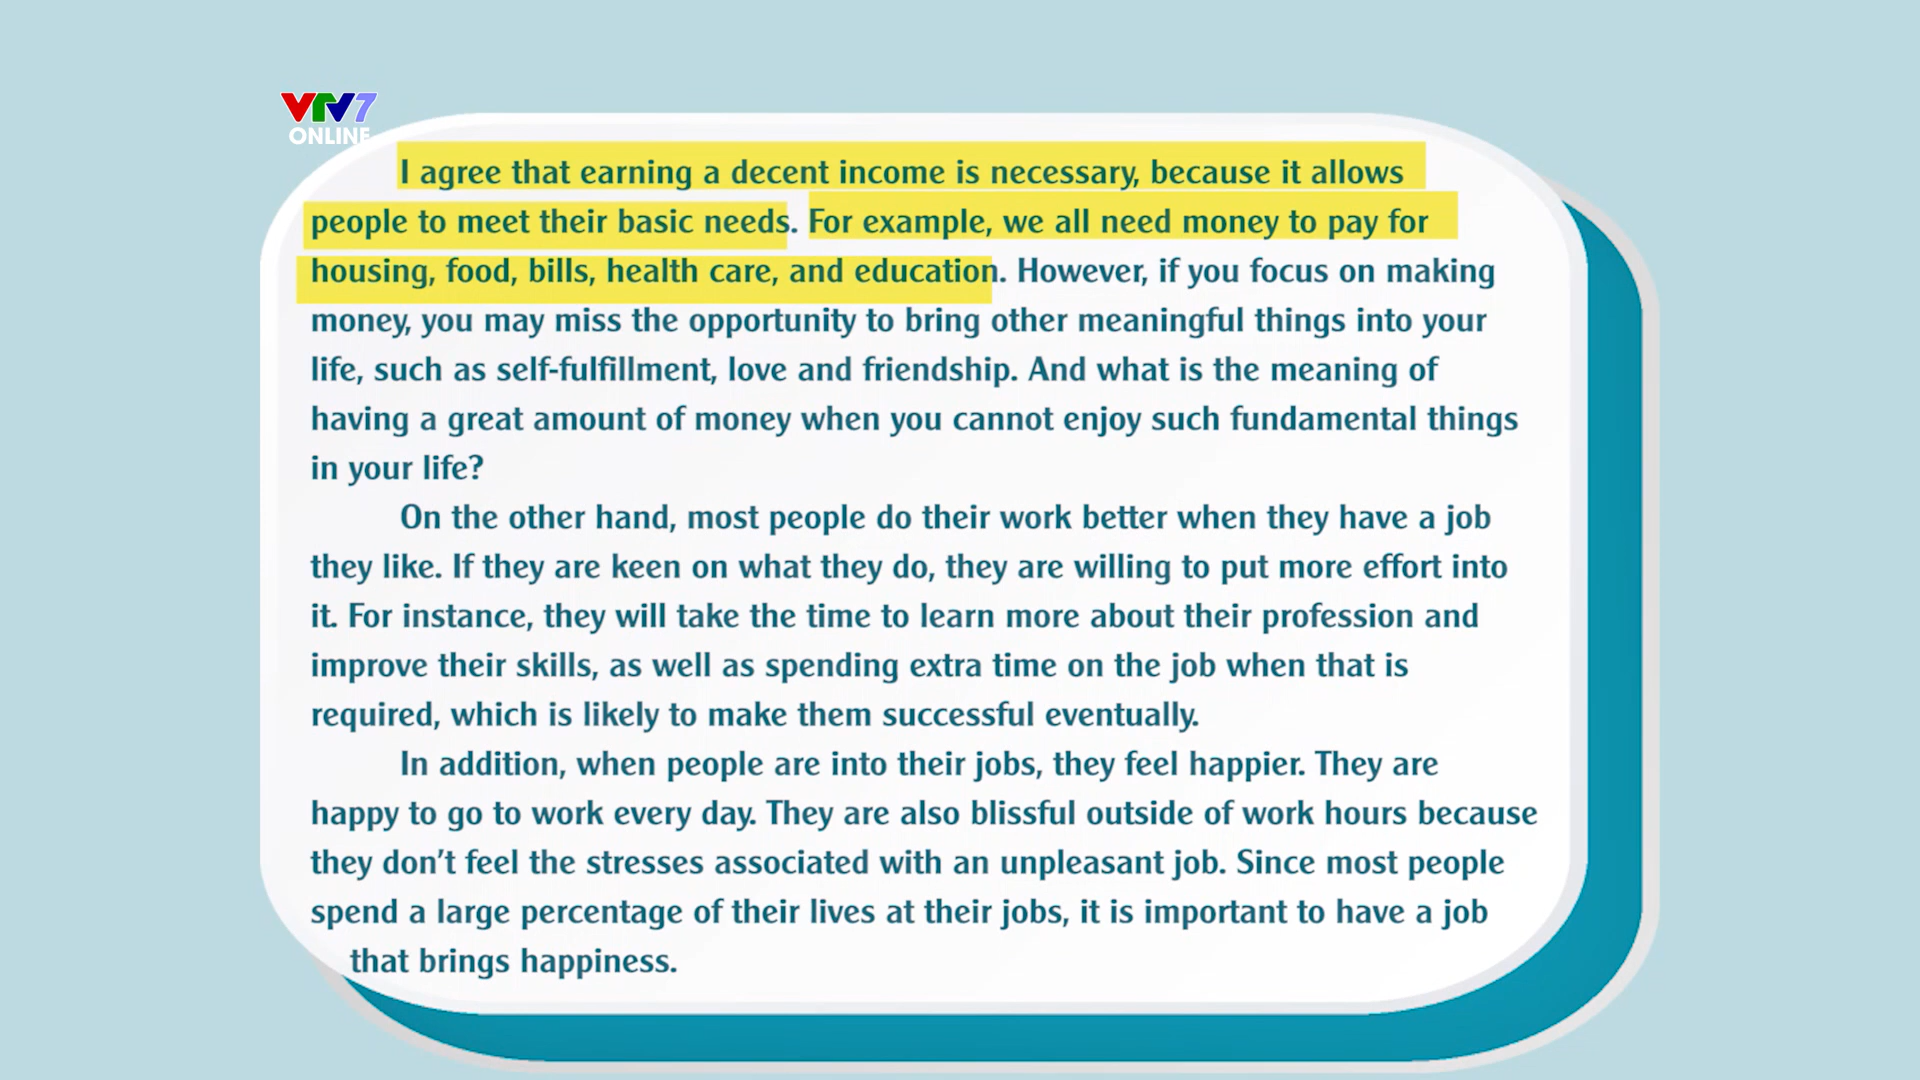 VTV7
ONLINE
I agree that earning a decent income is necessary, because it allows
people to meet their basic needs. For example, we all need money to pay for
housing, food, bills, health care, and education. However, if you focus on making
money, you may miss the opportunity to bring other meaningful things into your
life, such as self-fulfillment, love and friendship. And what is the meaning of
having a great amount of money when you cannot enjoy such fundamental things
in your life?
On the other hand, most people do their work better when they have a job
they like. If they are keen on what they do, they are willing to put more effort into
it. For instance, they will take the time to learn more about their profession and
improve their skills, as well as spending extra time on the job when that is
required, which is likely to make them successful eventually.
In addition, when people are into their jobs, they feel happier. They are
happy to go to work every day. They are also blissful outside of work hours because
they don't feel the stresses associated with an unpleasant job. Since most people
spend a large percentage of their lives at their jobs, it is important to have a job
that brings happiness.